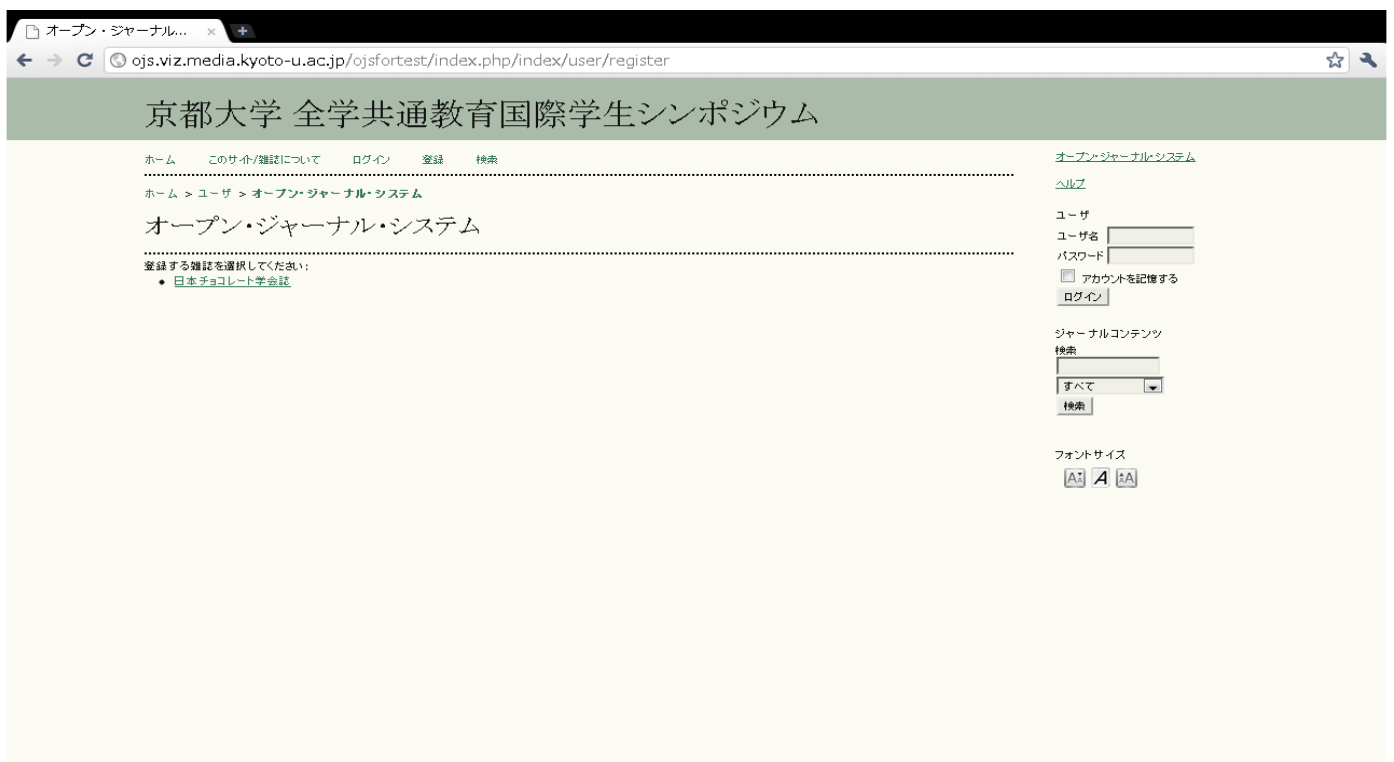 オープン・ジャーナル...
ojs.viz.media.kyoto-u.ac.jp/ojsfortest/index.php/index/user/register
京都大学 全学共通教育国際学生シンポジウム
ホーム このサイト/雑誌について ログイン 登録 検索
ホーム > ユーザ > オープン・ジャーナル・システム
オープン・ジャーナル・システム
登録する雑誌を選択してください:
• 日本チョコレート学会誌
オープン・ジャーナル・システム
ヘルプ
ユーザ
ユーザ名
パスワード
アカウントを記憶する
ログイン
ジャーナルコンテンツ
検索
すべて
検索
フォントサイズ
A A A